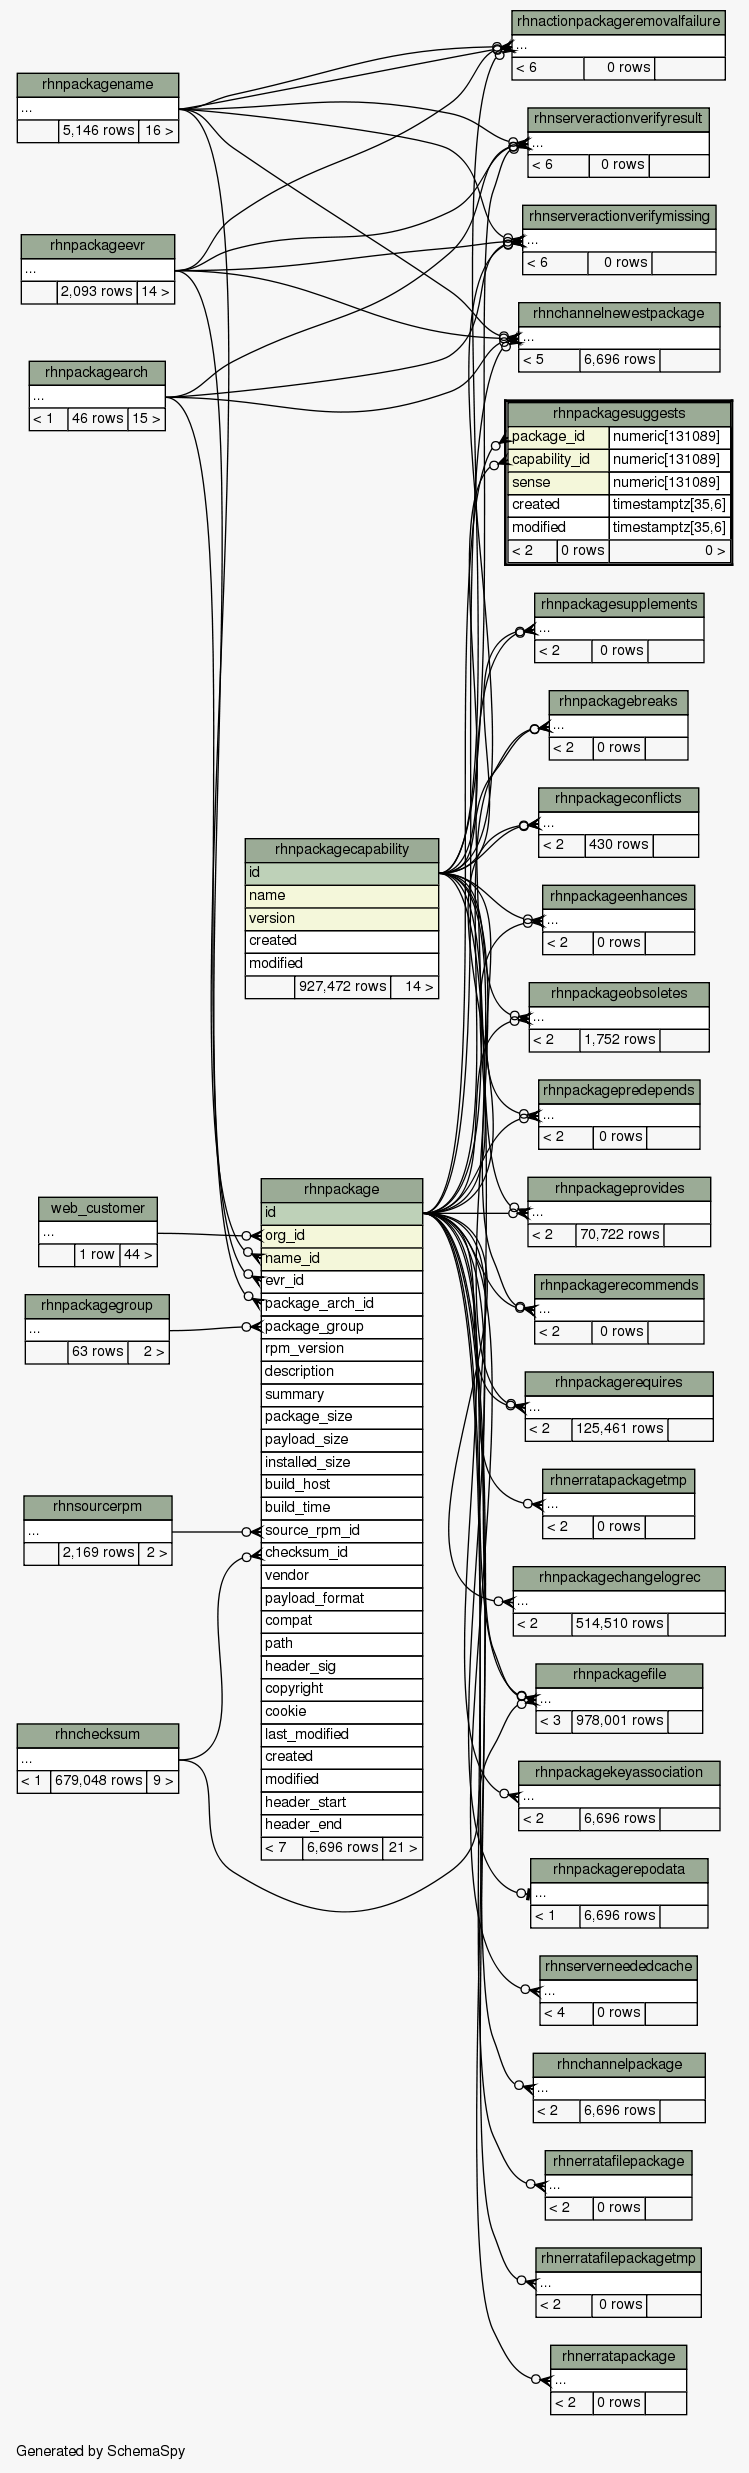 rhnpackagename
...
5,146 rows 16 >
rhnpackageevr
...
2,093 rows 14 >
rhnpackagearch
...
< 1 46 rows 15 >
rhnpackagecapability
id
name
version
created
modified
927,472 rows 14 >
web_customer
...
1 row 44 >
rhnpackagegroup
...
63 rows 2 >
rhnsourcerpm
...
2,169 rows 2 >
rhnchecksum
...
< 1 679,048 rows 9 >
rhnpackage
id
org_id
name_id
evr_id
package_arch_id
package_group
rpm_version
description
summary
package_size
payload_size
installed_size
build_host
build_time
source_rpm_id
checksum_id
vendor
payload_format
compat
path
header_sig
copyright
cookie
last_modified
created
modified
header_start
header_end
< 7 6,696 rows 21 >
rhnactionpackageremovalfailure
...
< 6 0 rows
rhnserveractionverifyresult
...
< 6 0 rows
rhnserveractionverifymissing
...
< 6 0 rows
rhnchannelnewestpackage
...
< 5 6,696 rows
rhnpackagesuggests
package_id numeric[131089]
capability_id numeric[131089]
sense numeric[131089]
created timestamptz[35,6]
modified timestamptz[35,6]
< 2 0 rows 0 >
rhnpackagesupplements
...
< 2 0 rows
rhnpackagebreaks
...
< 2 0 rows
rhnpackageconflicts
...
< 2 430 rows
rhnpackageenhances
...
< 2 0 rows
rhnpackageobsoletes
...
< 2 1,752 rows
rhnpackagepredepends
...
< 2 0 rows
rhnpackageprovides
...
< 2 70,722 rows
rhnpackagerecommends
...
< 2 0 rows
rhnpackagerequires
...
< 2 125,461 rows
rhnerratapackagetmp
...
< 2 0 rows
rhnpackagechangelogrec
...
< 2 514,510 rows
rhnpackagefile
...
< 3 978,001 rows
rhnpackagekeyassociation
...
< 2 6,696 rows
rhnpackagerepodata
...
< 1 6,696 rows
rhnserverneededcache
...
< 4 0 rows
rhnchannelpackage
...
< 2 6,696 rows
rhnerratafilepackage
...
< 2 0 rows
rhnerratafilepackagetmp
...
< 2 0 rows
rhnerratapackage
...
< 2 0 rows
Generated by SchemaSpy